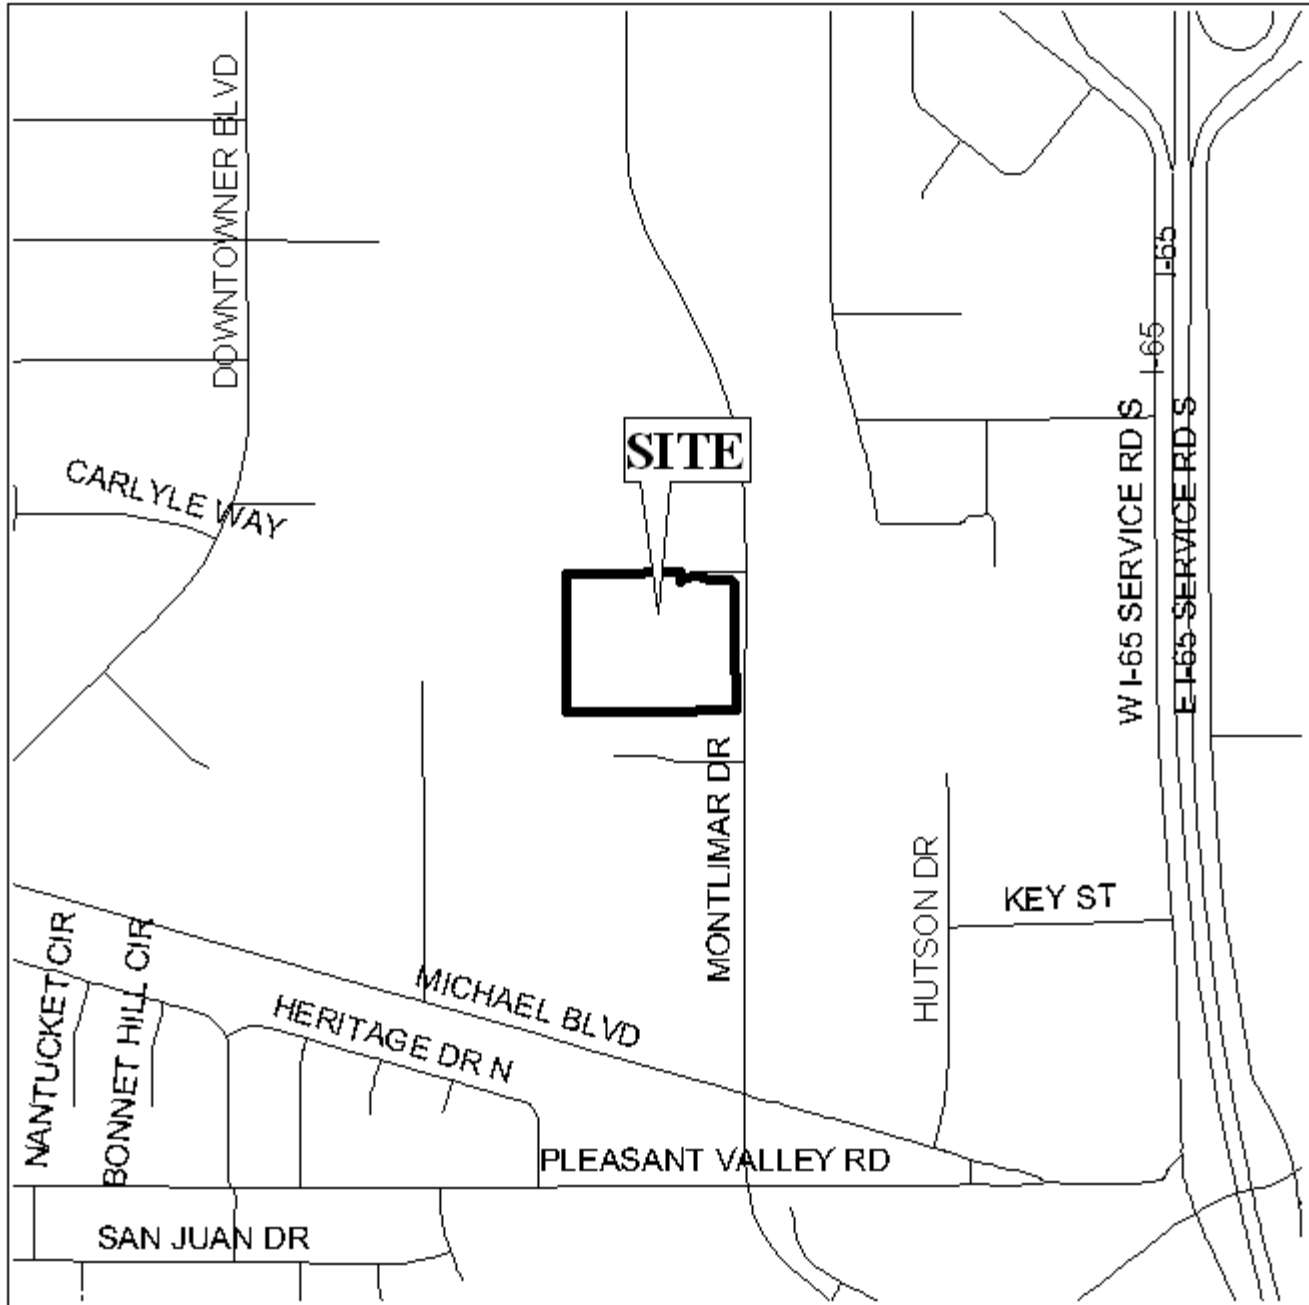 DOWNTOWNER BLVD
I-65
I-65
SITE
CARLYLE WAY
W I-65 SERVICE RD S
E I-65 SERVICE RD S
MONTLIMAR DR
HUTSON DR
KEY ST
NANTUCKET CIR
BONNET HILL CIR
MICHAEL BLVD
HERITAGE DR N
PLEASANT VALLEY RD
SAN JUAN DR